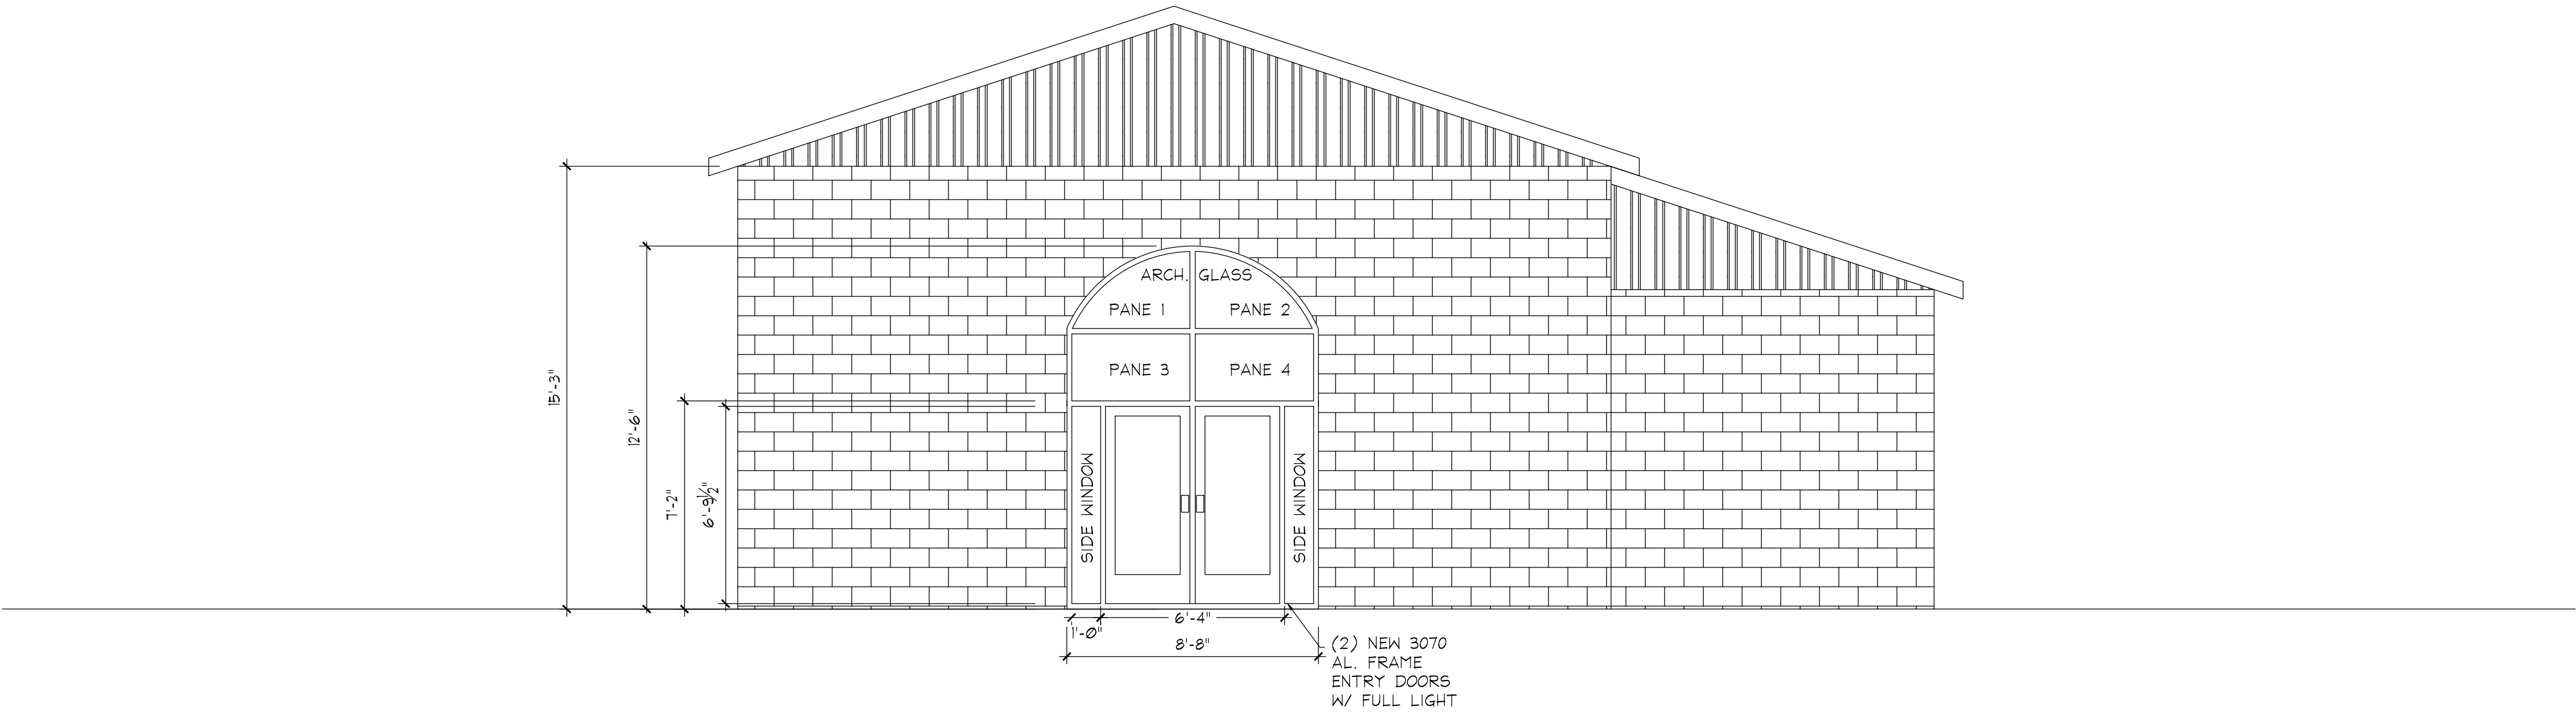 ARCH. GLASS
PANE 1
PANE 2
PANE 3
PANE 4
15'-3"
12'-6"
7'-2"
6'-9½"
SIDE WINDOW
SIDE WINDOW
1'-0"
6'-4"
8'-8"
(2) NEW 3070
AL. FRAME
ENTRY DOORS
W/ FULL LIGHT